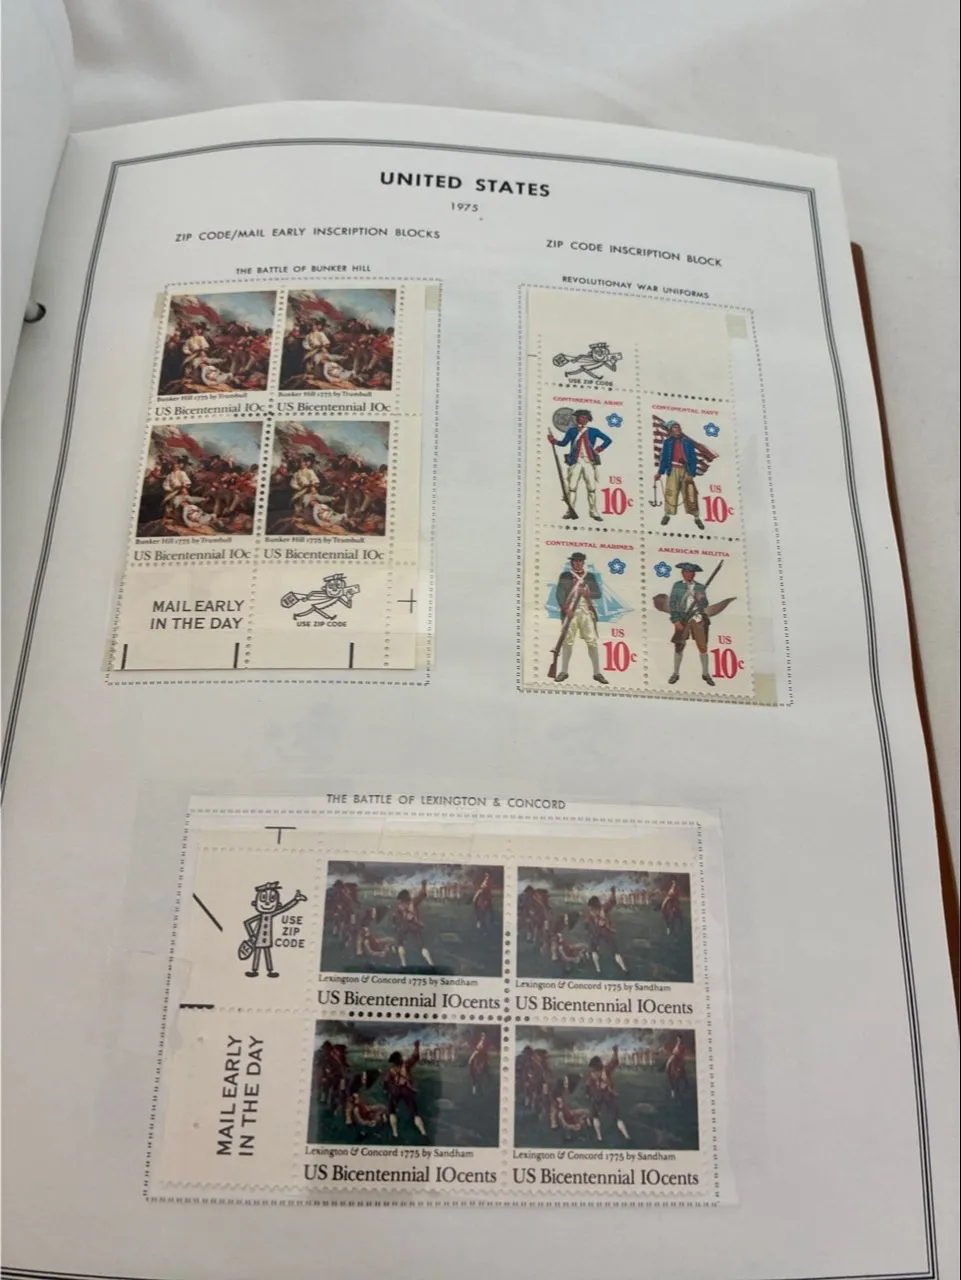 UNITED STATES
1975
ZIP CODE/MAIL EARLY INSCRIPTION BLOCKS
THE BATTLE OF BUNKER HILL
Bunker Hill 1775 by Trumbull
US Bicentennial 10c
Bunker Hill 1775 by Trumbull
US Bicentennial 10c
Bunker Hill 1775 by Trumbull
US Bicentennial 10c
Bunker Hill 1775 by Trumbull
US Bicentennial 10c
MAIL EARLY
IN THE DAY
USE ZIP CODE
ZIP CODE INSCRIPTION BLOCK
REVOLUTIONAY WAR UNIFORMS
USE ZIP CODE
CONTINENTAL ARMY
US
10c
CONTINENTAL NAVY
US
10c
CONTINENTAL MARINES
US
10c
AMERICAN MILITIA
US
10c
THE BATTLE OF LEXINGTON & CONCORD
USE
ZIP
CODE
MAIL EARLY
IN THE DAY
Lexington & Concord 1775 by Sandham
US Bicentennial 10cents
Lexington & Concord 1775 by Sandham
US Bicentennial 10cents
Lexington & Concord 1775 by Sandham
US Bicentennial 10cents
Lexington & Concord 1775 by Sandham
US Bicentennial 10cents